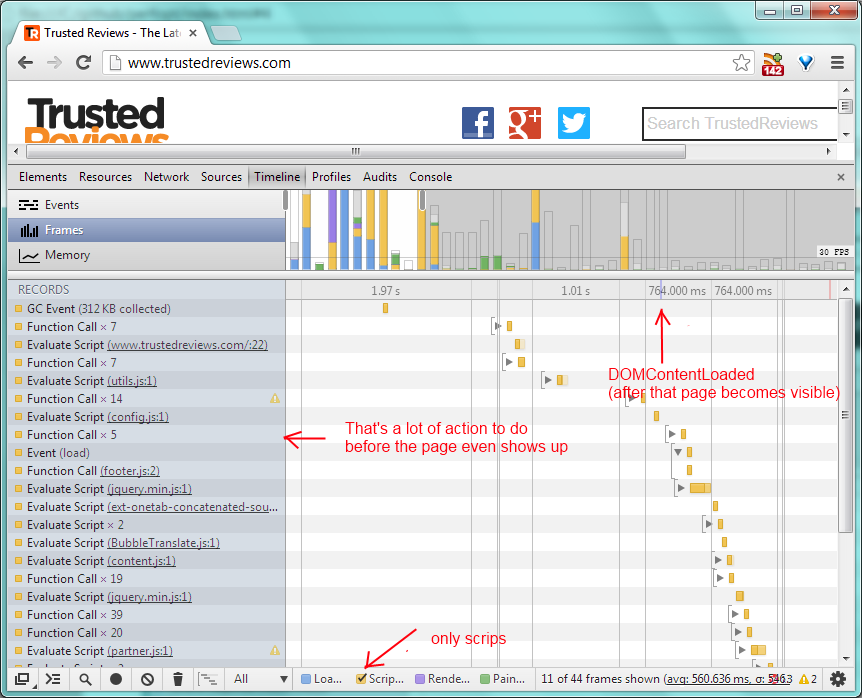 Trusted Reviews - The Late
www.trustedreviews.com
142
Trusted
Reviews
Search TrustedReviews
Elements Resources Network Sources Timeline Profiles Audits Console
Events
Frames
Memory
30 FPS
RECORDS
1.97 s 1.01 s 764.000 ms 764.000 ms
GC Event (312 KB collected)
Function Call × 7
Evaluate Script (www.trustedreviews.com/:22)
Function Call × 7
Evaluate Script (utils.js:1)
Function Call × 14
Evaluate Script (config.js:1)
Function Call × 5
Event (load)
Function Call (footer.js:2)
Evaluate Script (jquery.min.js:1)
Evaluate Script (ext-onetab-concatenated-sou...
Evaluate Script × 2
Evaluate Script (BubbleTranslate.js:1)
Evaluate Script (content.js:1)
Function Call × 19
Evaluate Script (jquery.min.js:1)
Function Call × 39
Function Call × 20
Evaluate Script (partner.js:1)
DOMContentLoaded
(after that page becomes visible)
That's a lot of action to do
before the page even shows up
only scrips
All Loa... Scrip... Rende... Pain... 11 of 44 frames shown (avg: 560.636 ms, 2